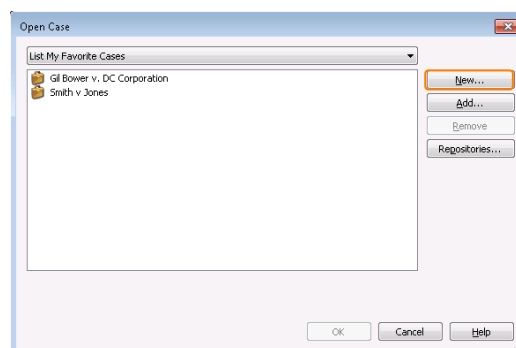 Open Case
List My Favorite Cases
Gil Bower v. DC Corporation
Smith v Jones
New...
Add...
Remove
Repositories...
OK
Cancel
Help